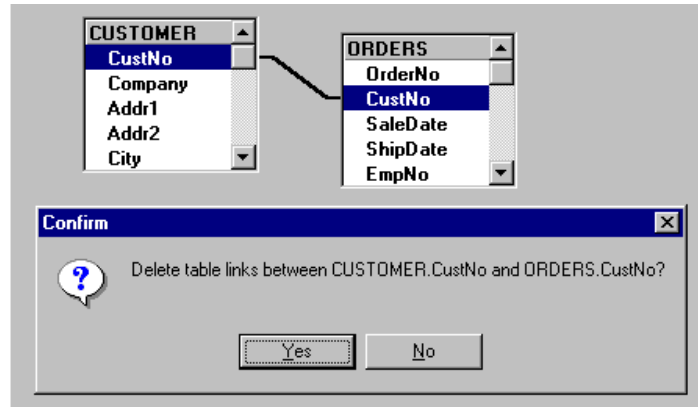 CUSTOMER
CustNo
Company
Addr1
Addr2
City
ORDERS
OrderNo
CustNo
SaleDate
ShipDate
EmpNo
Confirm
Delete table links between CUSTOMER.CustNo and ORDERS.CustNo?
Yes
No